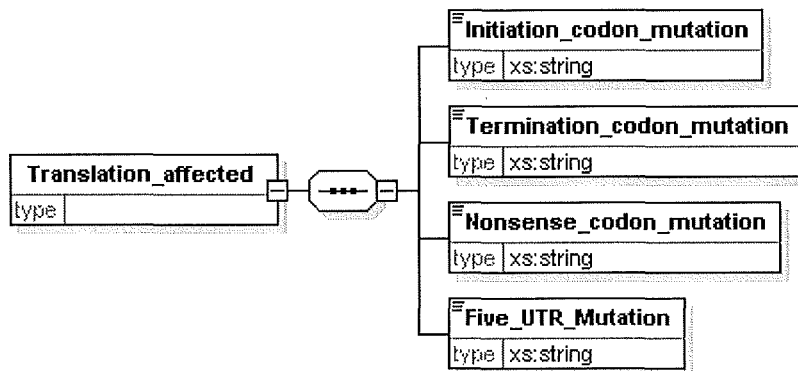 Initiation_codon_mutation
type xs:string
Termination_codon_mutation
type xs:string
Translation_affected
type
Nonsense_codon_mutation
type xs:string
Five_UTR_Mutation
type xs:string